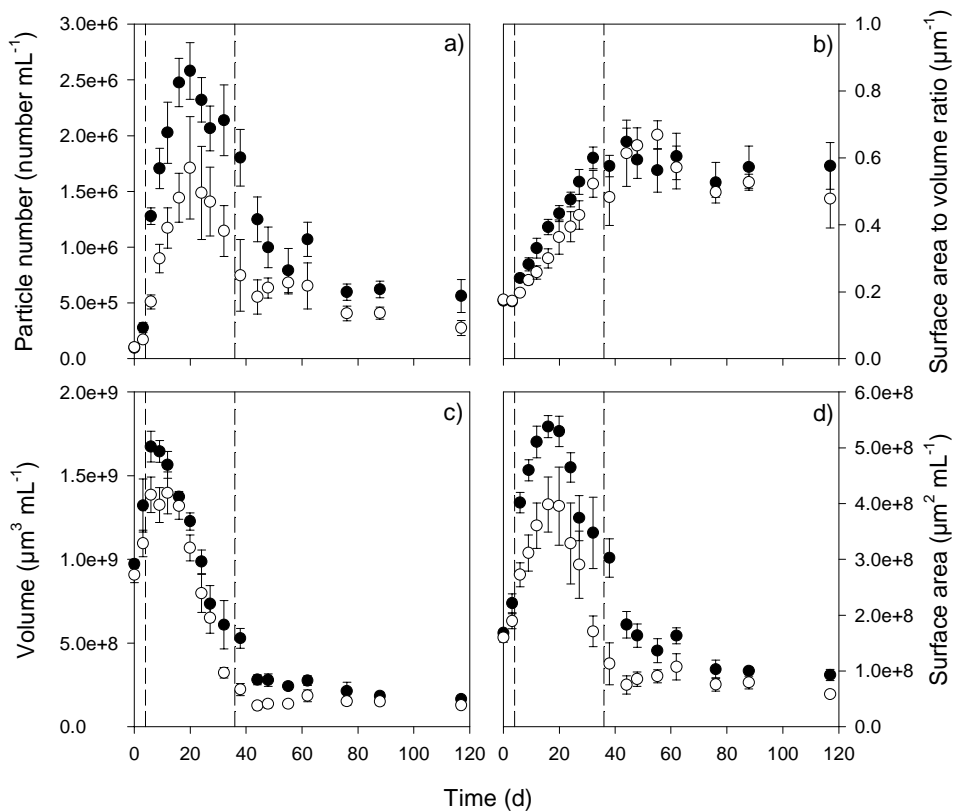 3.0e+6
2.5e+6
2.0e+6
1.5e+6
1.0e+6
5.0e+5
0.0
Particle number (number mL⁻¹)
a)
b)
1.0
0.8
0.6
0.4
0.2
0.0
Surface area to volume ratio (µm⁻¹)
2.0e+9
1.5e+9
1.0e+9
5.0e+8
0.0
Volume (µm³ mL⁻¹)
c)
d)
6.0e+8
5.0e+8
4.0e+8
3.0e+8
2.0e+8
1.0e+8
0.0
Surface area (µm² mL⁻¹)
0 20 40 60 80 100 120
0 20 40 60 80 100 120
Time (d)